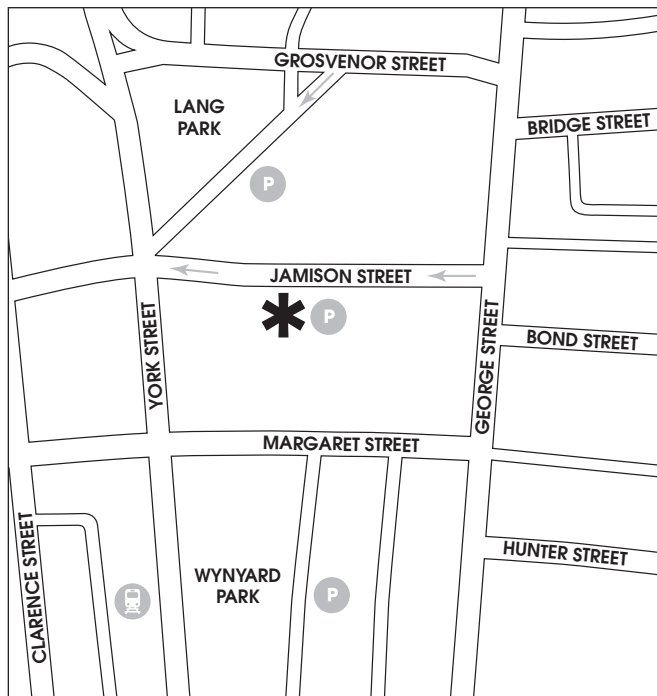 GROSVENOR STREET
LANG
PARK
BRIDGE STREET
P
JAMISON STREET
P
YORK STREET
GEORGE STREET
BOND STREET
MARGARET STREET
CLARENCE STREET
HUNTER STREET
WYNYARD
PARK
P